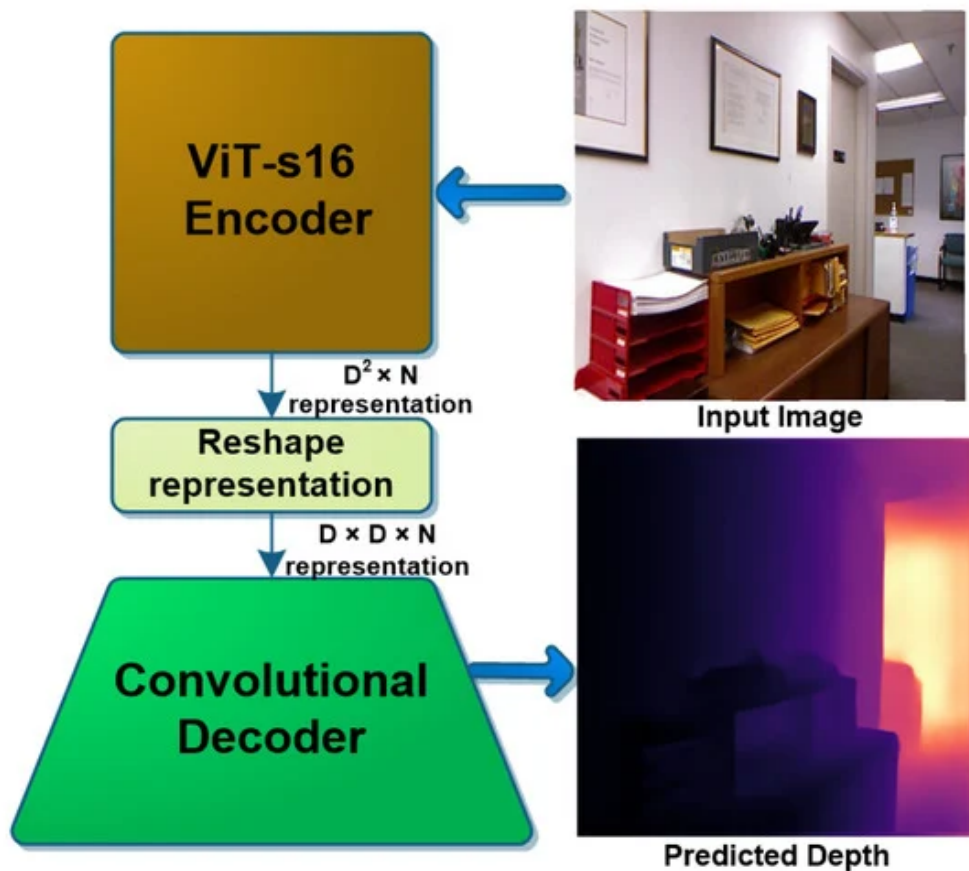 ViT-s16
Encoder
D² × N
representation
Reshape
representation
D × D × N
representation
Convolutional
Decoder
Input Image
Predicted Depth